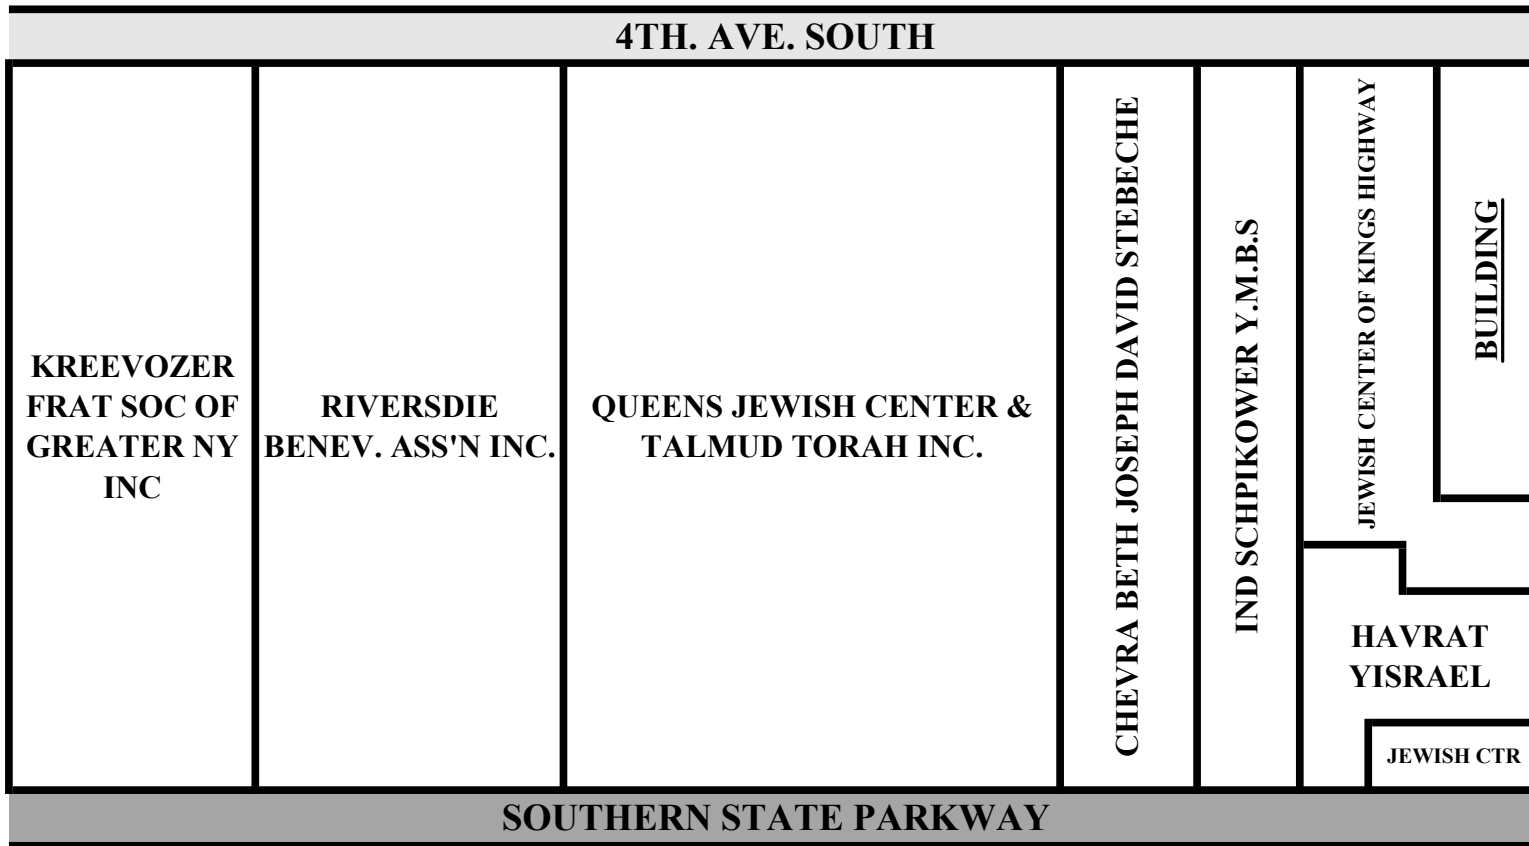 4TH. AVE. SOUTH
KREEVOZER
FRAT SOC OF
GREATER NY
INC
RIVERSDIE
BENEV. ASS'N INC.
QUEENS JEWISH CENTER &
TALMUD TORAH INC.
CHEVRA BETH JOSEPH DAVID STEBECHE
IND SCHPIKOWER Y.M.B.S
JEWISH CENTER OF KINGS HIGHWAY
BUILDING
HAVRAT
YISRAEL
JEWISH CTR
SOUTHERN STATE PARKWAY